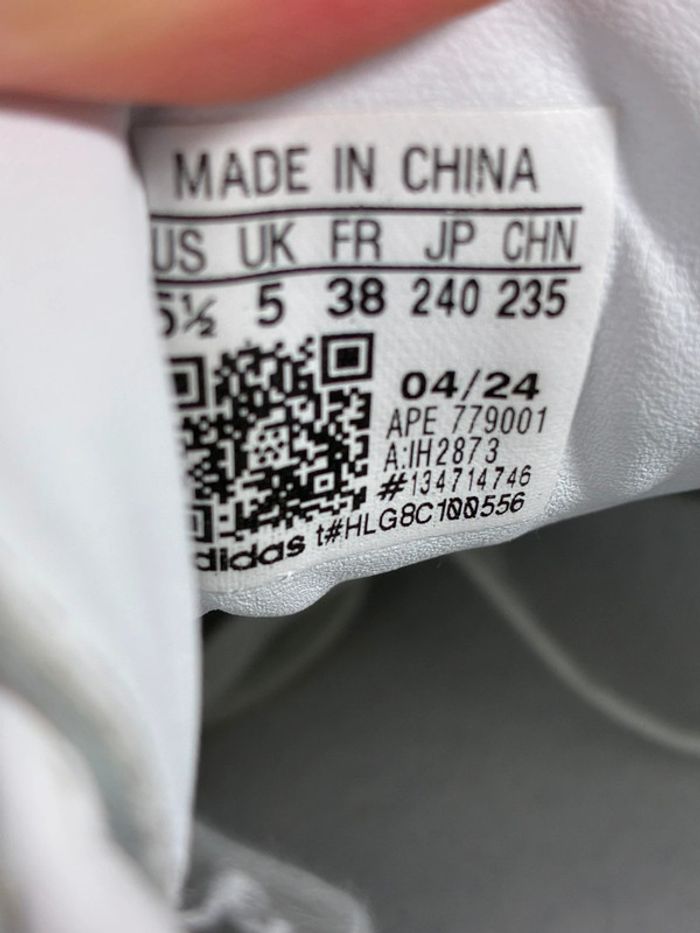 MADE IN CHINA
US UK FR JP CHN
5½ 5 38 240 235
04/24
APE 779001
A:IH2873
#134714746
t#HLG8C100556
adidas